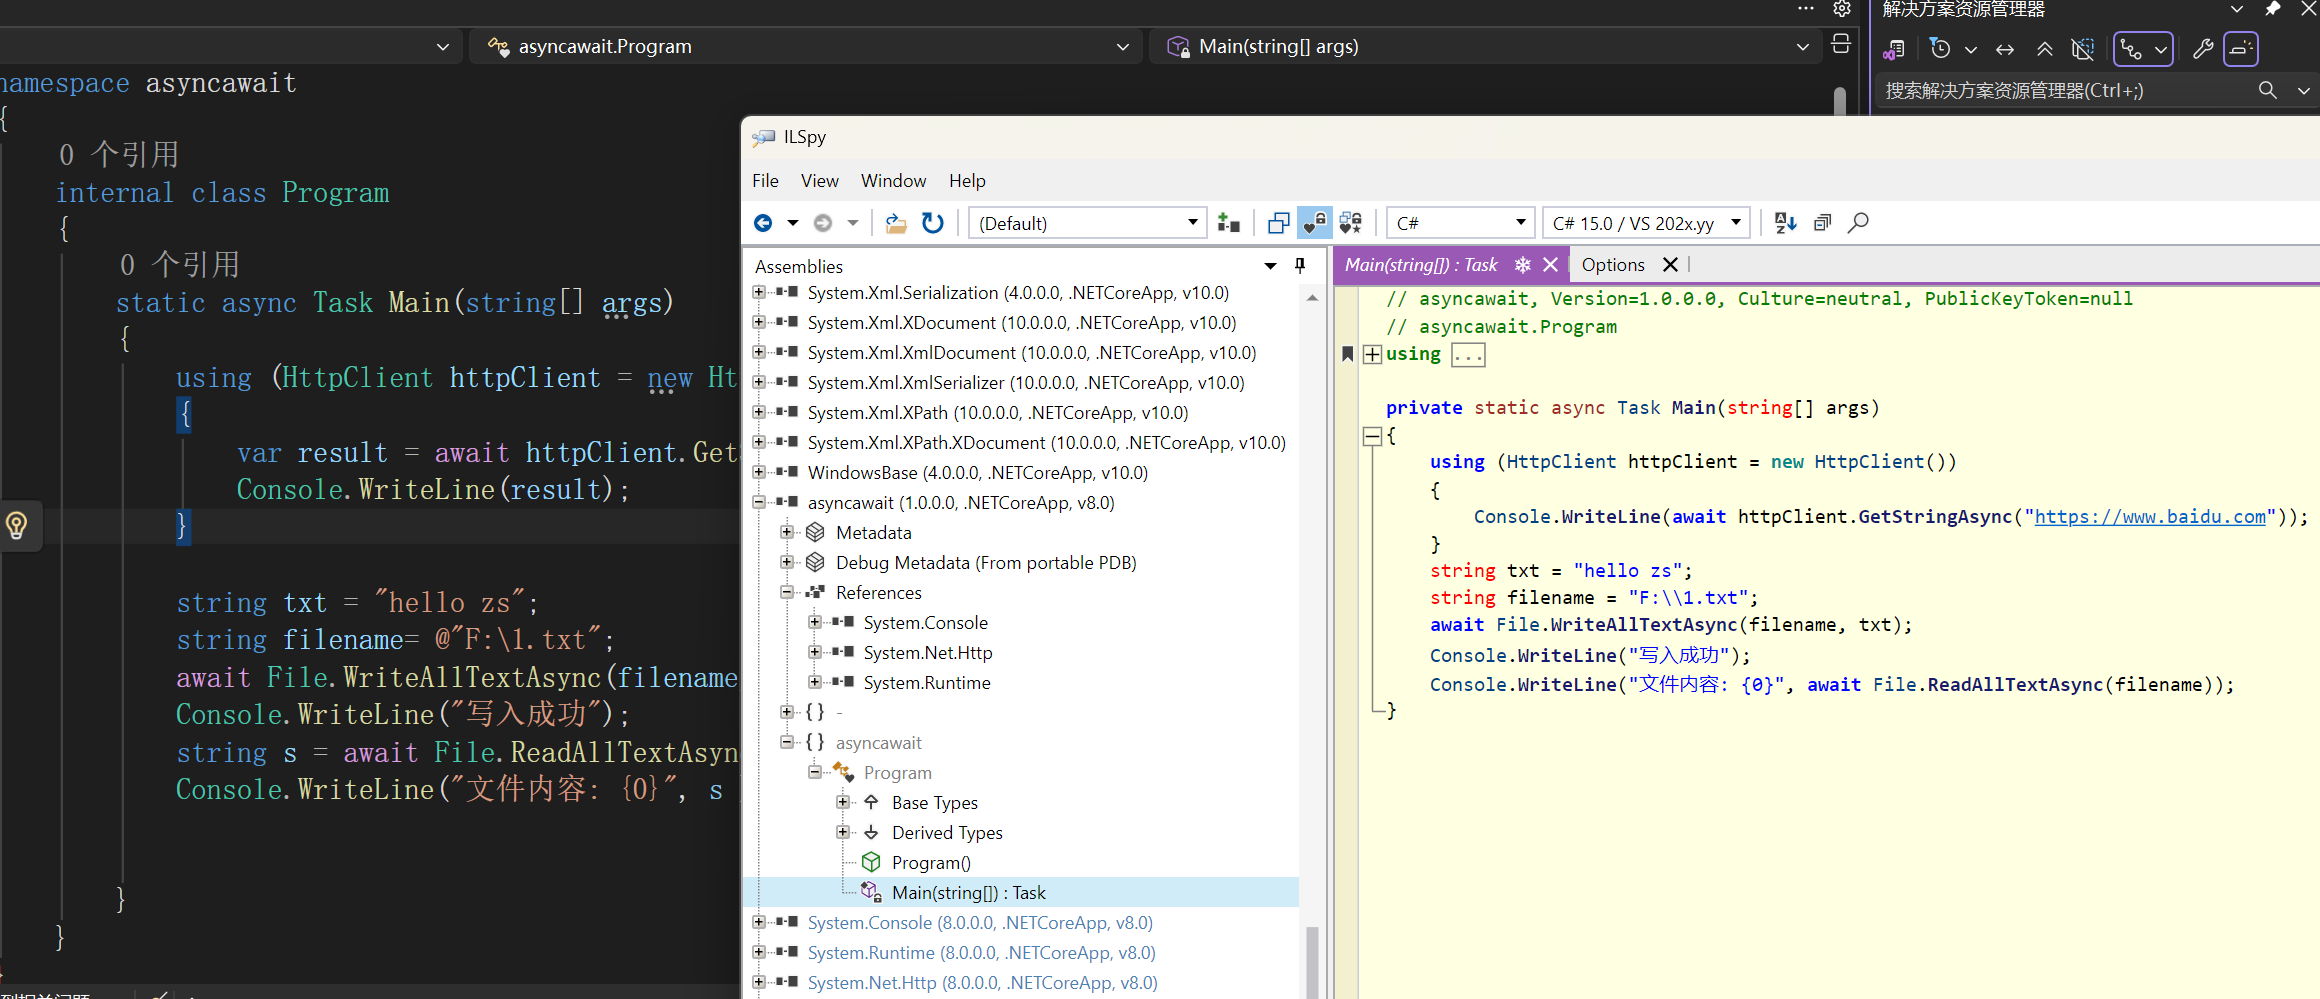 解决方案资源管理器
asyncawait.Program
Main(string[] args)
搜索解决方案资源管理器(Ctrl+;)
namespace asyncawait
{
0 个引用
internal class Program
{
0 个引用
static async Task Main(string[] args)
{
using (HttpClient httpClient = new Ht
{
var result = await httpClient.Get
Console.WriteLine(result);
}
string txt = "hello zs";
string filename= @"F:\1.txt";
await File.WriteAllTextAsync(filename
Console.WriteLine("写入成功");
string s = await File.ReadAllTextAsyn
Console.WriteLine("文件内容: {0}", s
}
}
ILSpy
File View Window Help
(Default)
C#
C# 15.0 / VS 202x.yy
Assemblies
System.Xml.Serialization (4.0.0.0, .NETCoreApp, v10.0)
System.Xml.XDocument (10.0.0.0, .NETCoreApp, v10.0)
System.Xml.XmlDocument (10.0.0.0, .NETCoreApp, v10.0)
System.Xml.XmlSerializer (10.0.0.0, .NETCoreApp, v10.0)
System.Xml.XPath (10.0.0.0, .NETCoreApp, v10.0)
System.Xml.XPath.XDocument (10.0.0.0, .NETCoreApp, v10.0)
WindowsBase (4.0.0.0, .NETCoreApp, v10.0)
asyncawait (1.0.0.0, .NETCoreApp, v8.0)
Metadata
Debug Metadata (From portable PDB)
References
System.Console
System.Net.Http
System.Runtime
{ } -
{ } asyncawait
Program
Base Types
Derived Types
Program()
Main(string[]) : Task
System.Console (8.0.0.0, .NETCoreApp, v8.0)
System.Runtime (8.0.0.0, .NETCoreApp, v8.0)
System.Net.Http (8.0.0.0, .NETCoreApp, v8.0)
Main(string[]) : Task
Options
// asyncawait, Version=1.0.0.0, Culture=neutral, PublicKeyToken=null
// asyncawait.Program
using ...
private static async Task Main(string[] args)
{
using (HttpClient httpClient = new HttpClient())
{
Console.WriteLine(await httpClient.GetStringAsync("https://www.baidu.com"));
}
string txt = "hello zs";
string filename = "F:\\1.txt";
await File.WriteAllTextAsync(filename, txt);
Console.WriteLine("写入成功");
Console.WriteLine("文件内容: {0}", await File.ReadAllTextAsync(filename));
}